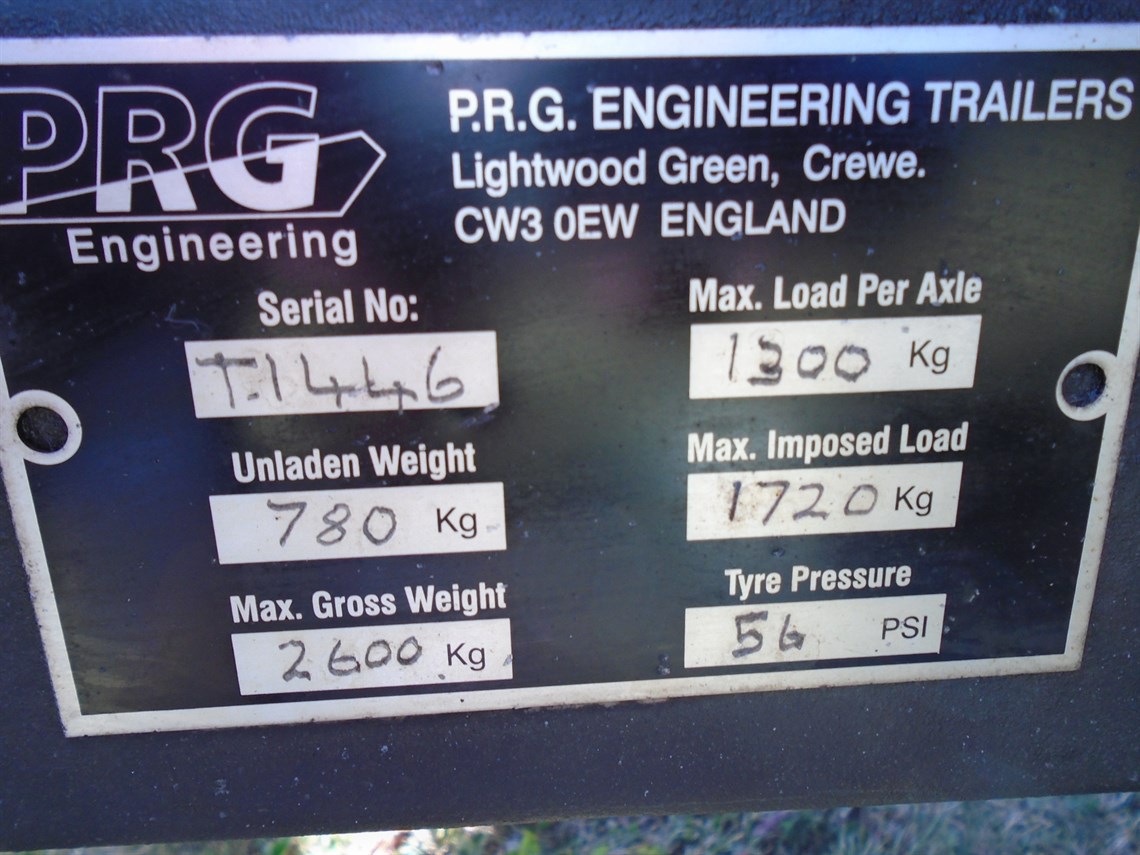 PRG
Engineering
P.R.G. ENGINEERING TRAILERS
Lightwood Green, Crewe.
CW3 0EW ENGLAND
Serial No:
T.1446
Unladen Weight
780 Kg
Max. Gross Weight
2600 Kg
Max. Load Per Axle
1300 Kg
Max. Imposed Load
1720 Kg
Tyre Pressure
56 PSI